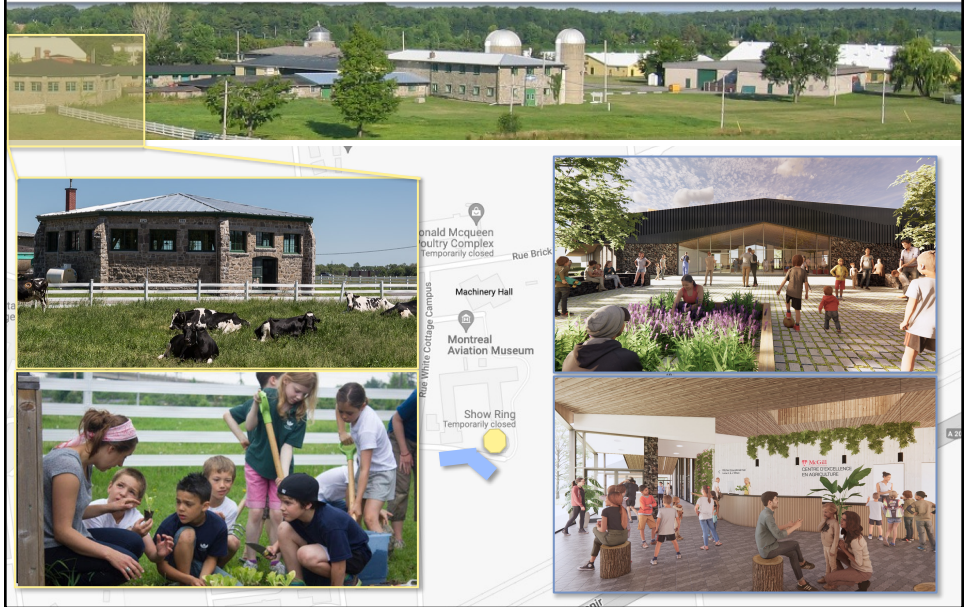 onald Mcqueen
oultry Complex
Temporarily closed
Rue Brick
Machinery Hall
Rue White Cottage Campus
Montreal
Aviation Museum
Show Ring
Temporarily closed
A 20
McGill
CENTRE D'EXCELLENCE
EN AGRICULTURE